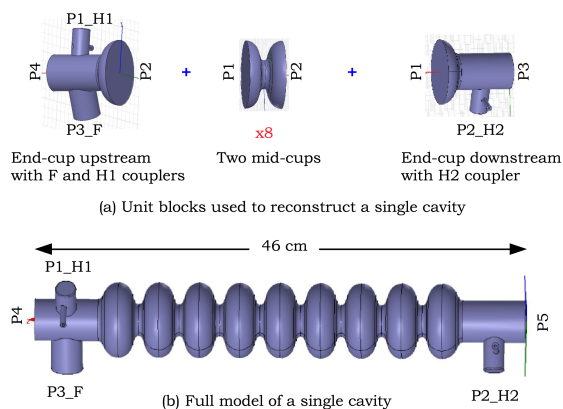 P1_H1
P4
P2
P3_F
+
P1
P2
x8
+
P1
P3
P2_H2
End-cup upstream
with F and H1 couplers
Two mid-cups
End-cup downstream
with H2 coupler
(a) Unit blocks used to reconstruct a single cavity
46 cm
P1_H1
P4
P5
P3_F
P2_H2
(b) Full model of a single cavity